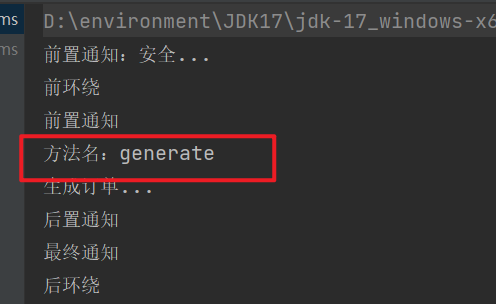 ms
D:\environment\JDK17\jdk-17_windows-x6
ms
前置通知：安全...
前环绕
前置通知
方法名：generate
生成订单...
后置通知
最终通知
后环绕